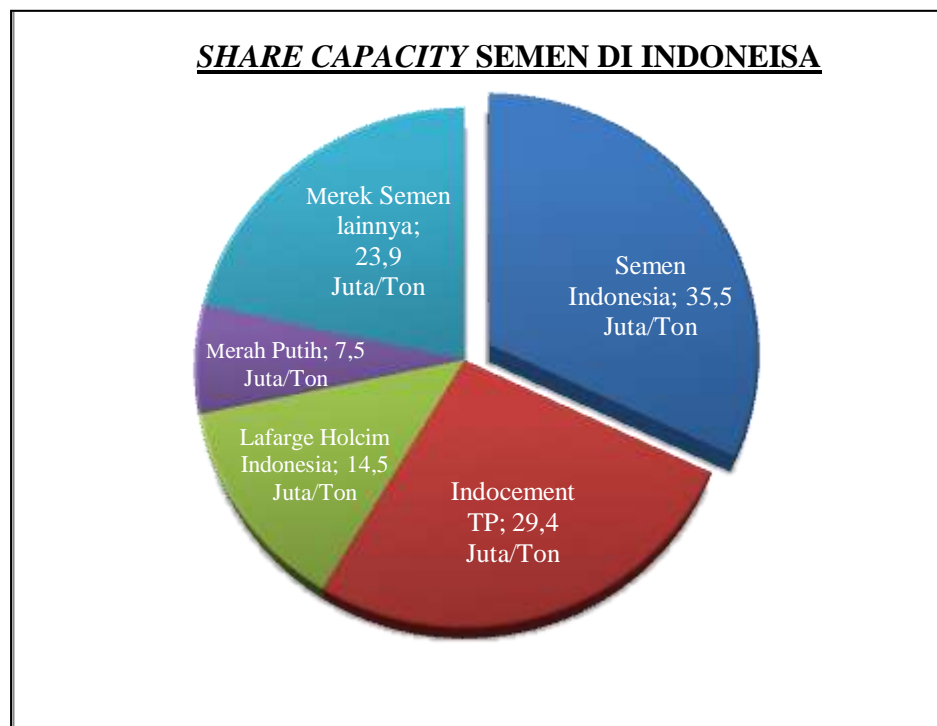 SHARE CAPACITY SEMEN DI INDONEISA
Merek Semen
lainnya;
23,9
Juta/Ton
Semen
Indonesia; 35,5
Juta/Ton
Merah Putih; 7,5
Juta/Ton
Lafarge Holcim
Indonesia; 14,5
Juta/Ton
Indocement
TP; 29,4
Juta/Ton